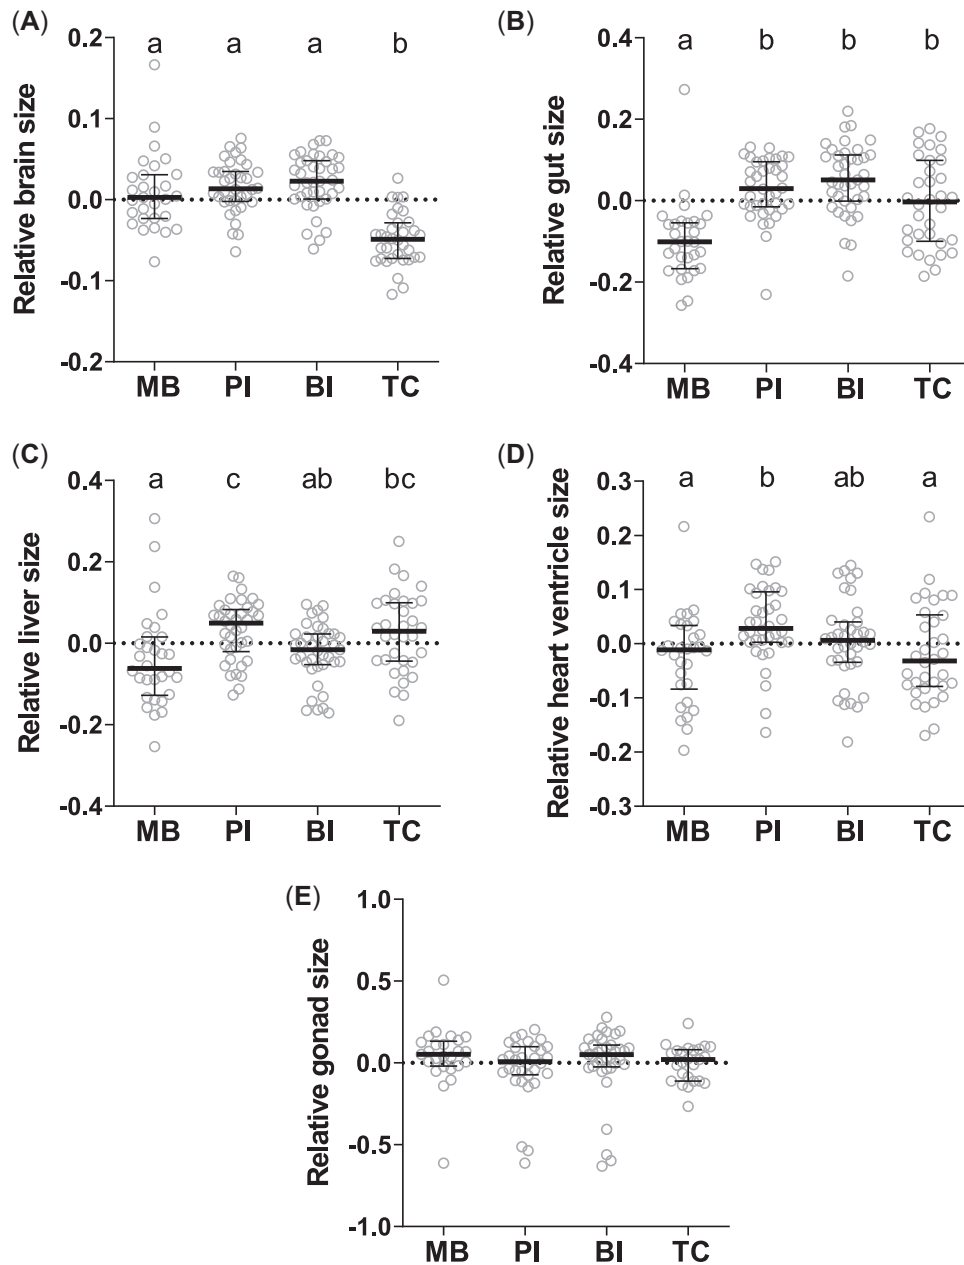 (A)
0.2
0.1
0.0
-0.1
-0.2
Relative brain size
a a a b
MB PI BI TC
(B)
0.4
0.2
0.0
-0.2
-0.4
Relative gut size
a b b b
MB PI BI TC
(C)
0.4
0.2
0.0
-0.2
-0.4
Relative liver size
a c ab bc
MB PI BI TC
(D)
0.3
0.2
0.1
0.0
-0.1
-0.2
-0.3
Relative heart ventricle size
a b ab a
MB PI BI TC
(E)
1.0
0.5
0.0
-0.5
-1.0
Relative gonad size
MB PI BI TC